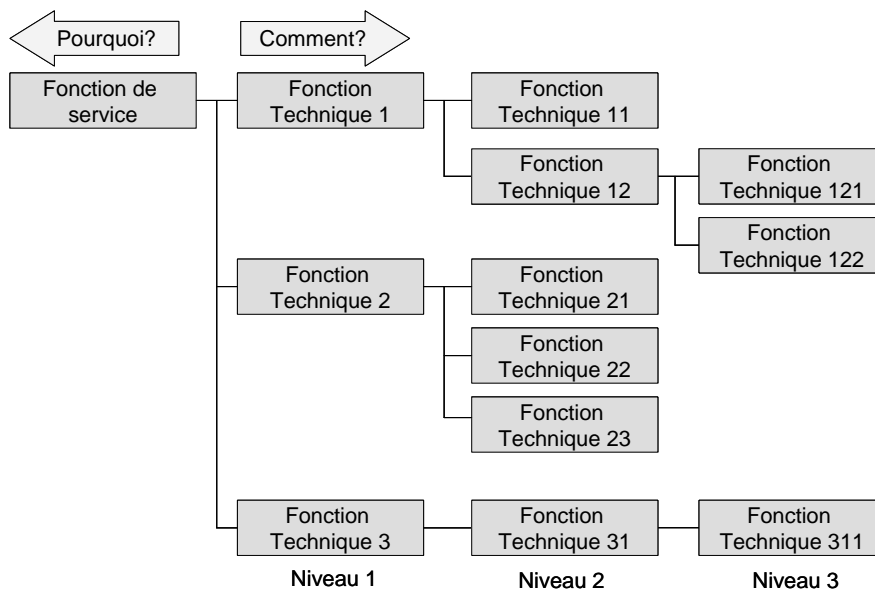 Pourquoi?
Comment?
Fonction de
service
Fonction
Technique 1
Fonction
Technique 11
Fonction
Technique 12
Fonction
Technique 121
Fonction
Technique 122
Fonction
Technique 2
Fonction
Technique 21
Fonction
Technique 22
Fonction
Technique 23
Fonction
Technique 3
Fonction
Technique 31
Fonction
Technique 311
Niveau 1
Niveau 2
Niveau 3